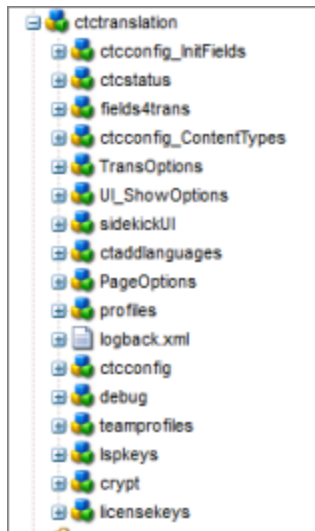 ctctranslation
ctcconfig_InitFields
ctcstatus
fields4trans
ctcconfig_ContentTypes
TransOptions
UI_ShowOptions
sidekickUI
ctaddlanguages
PageOptions
profiles
logback.xml
ctcconfig
debug
teamprofiles
lspkeys
crypt
licensekeys